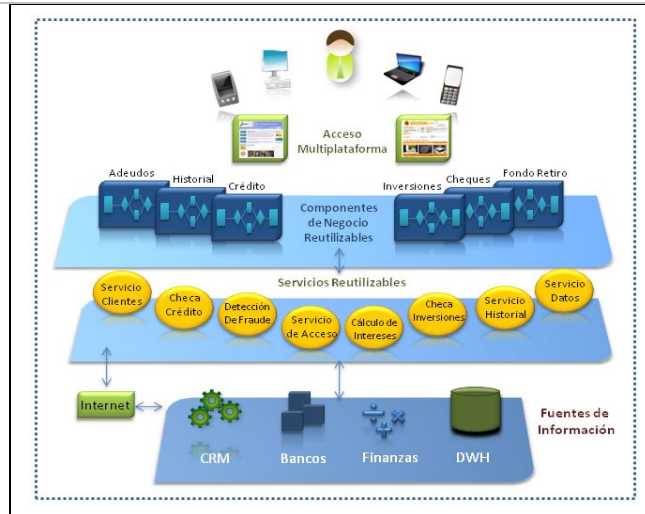 Acceso
Multiplataforma
Adeudos
Historial
Crédito
Inversiones
Cheques
Fondo Retiro
Componentes
de Negocio
Reutilizables
Servicios Reutilizables
Servicio
Clientes
Checa
Crédito
Detección
De Fraude
Servicio
de Acceso
Cálculo de
Intereses
Checa
Inversiones
Servicio
Historial
Servicio
Datos
Internet
Fuentes de
Información
CRM
Bancos
Finanzas
DWH